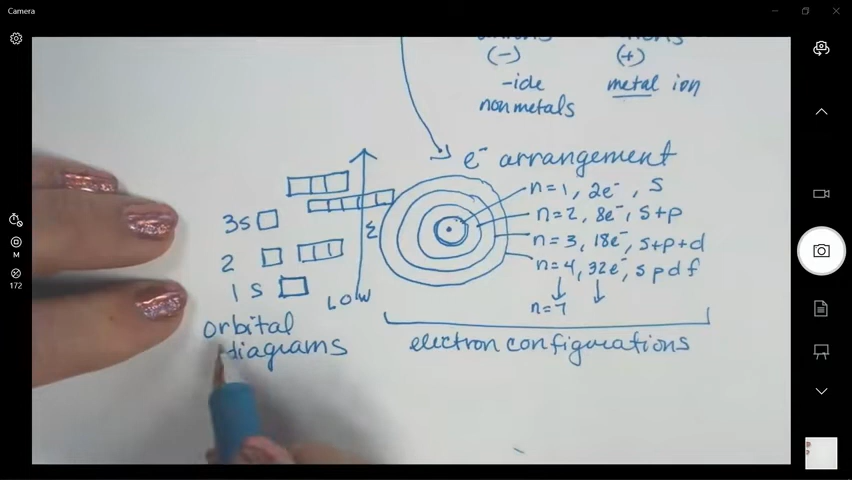 Camera
(-)
(+)
-ide
metal ion
nonmetals
e⁻ arrangement
n=1, 2e⁻, s
n=2, 8e⁻, s+p
n=3, 18e⁻, s+p+d
n=4, 32e⁻, s p d f
n=7
3s
2
1s
E
LOW
orbital
diagrams
electron configurations
M
172